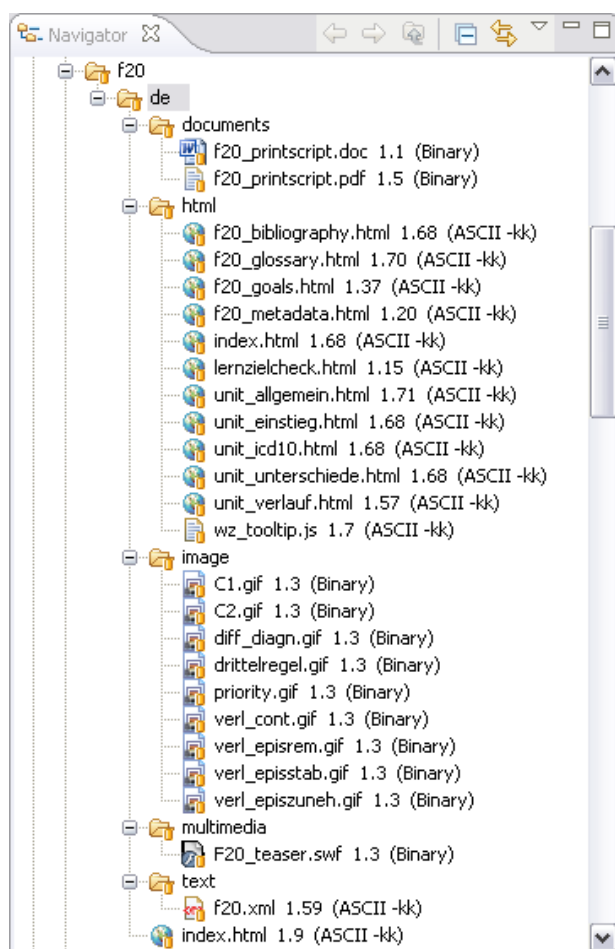 Navigator
f20
de
documents
f20_printscript.doc 1.1 (Binary)
f20_printscript.pdf 1.5 (Binary)
html
f20_bibliography.html 1.68 (ASCII -kk)
f20_glossary.html 1.70 (ASCII -kk)
f20_goals.html 1.37 (ASCII -kk)
f20_metadata.html 1.20 (ASCII -kk)
index.html 1.68 (ASCII -kk)
lernzielcheck.html 1.15 (ASCII -kk)
unit_allgemein.html 1.71 (ASCII -kk)
unit_einstieg.html 1.68 (ASCII -kk)
unit_icd10.html 1.68 (ASCII -kk)
unit_unterschiede.html 1.68 (ASCII -kk)
unit_verlauf.html 1.57 (ASCII -kk)
wz_tooltip.js 1.7 (ASCII -kk)
image
C1.gif 1.3 (Binary)
C2.gif 1.3 (Binary)
diff_diagn.gif 1.3 (Binary)
drittelregel.gif 1.3 (Binary)
priority.gif 1.3 (Binary)
verl_cont.gif 1.3 (Binary)
verl_episrem.gif 1.3 (Binary)
verl_episstab.gif 1.3 (Binary)
verl_episzuneh.gif 1.3 (Binary)
multimedia
F20_teaser.swf 1.3 (Binary)
text
f20.xml 1.59 (ASCII -kk)
index.html 1.9 (ASCII -kk)